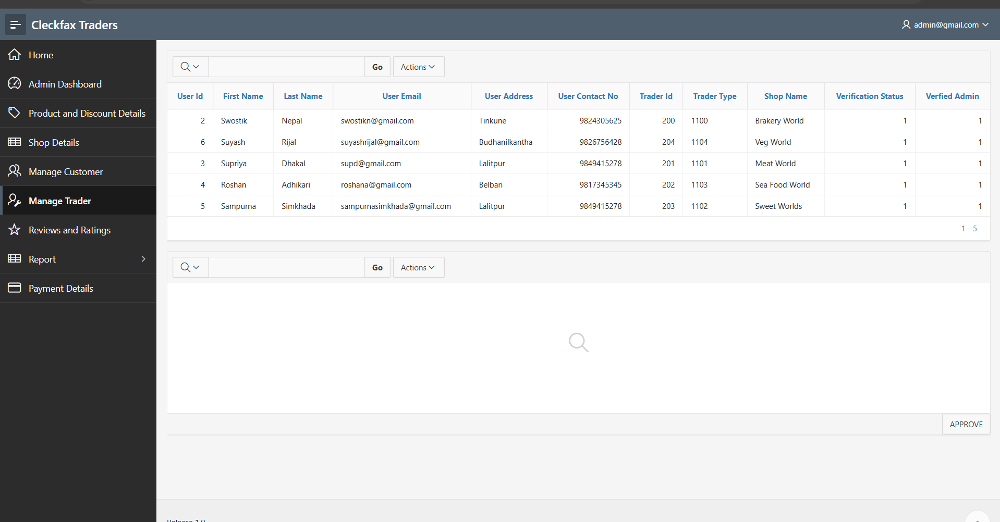 Cleckfax Traders
admin@gmail.com
Home
Admin Dashboard
Product and Discount Details
Shop Details
Manage Customer
Manage Trader
Reviews and Ratings
Report
Payment Details
Go Actions
User Id First Name Last Name User Email User Address User Contact No Trader Id Trader Type Shop Name Verification Status Verfied Admin
2 Swostik Nepal swostikn@gmail.com Tinkune 9824305625 200 1100 Brakery World 1 1
6 Suyash Rijal suyashrijal@gmail.com Budhanilkantha 9826756428 204 1104 Veg World 1 1
3 Supriya Dhakal supd@gmail.com Lalitpur 9849415278 201 1101 Meat World 1 1
4 Roshan Adhikari roshana@gmail.com Belbari 9817345345 202 1103 Sea Food World 1 1
5 Sampurna Simkhada sampurnasimkhada@gmail.com Lalitpur 9849415278 203 1102 Sweet Worlds 1 1
1 - 5
Go Actions
APPROVE
Release 1.0